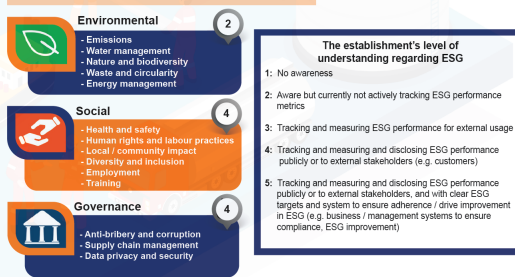 Environmental
2
- Emissions
- Water management
- Nature and biodiversity
- Waste and circularity
- Energy management
Social
4
- Health and safety
- Human rights and labour practices
- Local / community impact
- Diversity and inclusion
- Employment
- Training
Governance
4
- Anti-bribery and corruption
- Supply chain management
- Data privacy and security
The establishment's level of
understanding regarding ESG
1: No awareness
2: Aware but currently not actively tracking ESG performance
metrics
3: Tracking and measuring ESG performance for external usage
4: Tracking and measuring and disclosing ESG performance
publicly or to external stakeholders (e.g. customers)
5: Tracking and measuring and disclosing ESG performance
publicly or to external stakeholders, and with clear ESG
targets and system to ensure adherence / drive improvement
in ESG (e.g. business / management systems to ensure
compliance, ESG improvement)